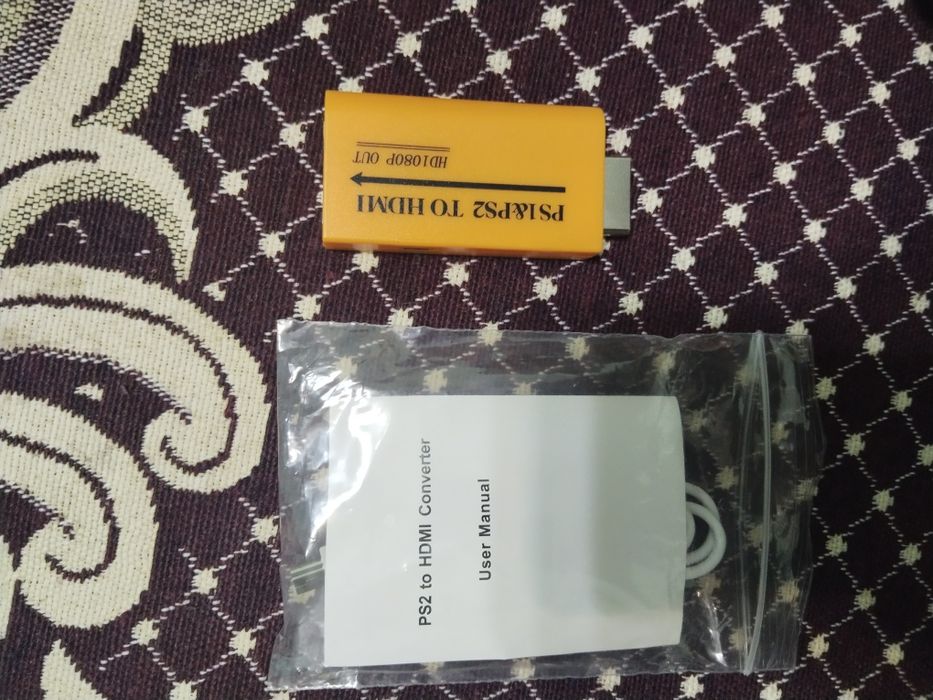 PS1&PS2 TO HDMI
HD1080P OUT
PS2 to HDMI Converter
User Manual